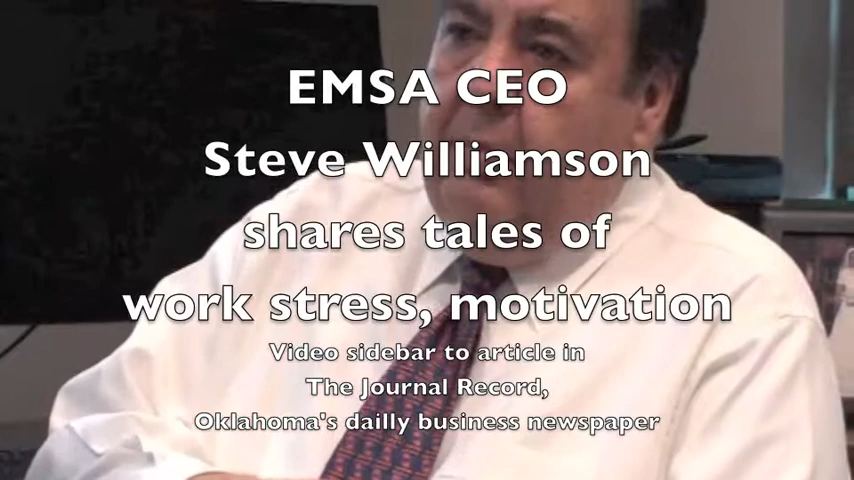 EMSA CEO
Steve Williamson
shares tales of
work stress, motivation
Video sidebar to article in
The Journal Record,
Oklahoma's dailly business newspaper